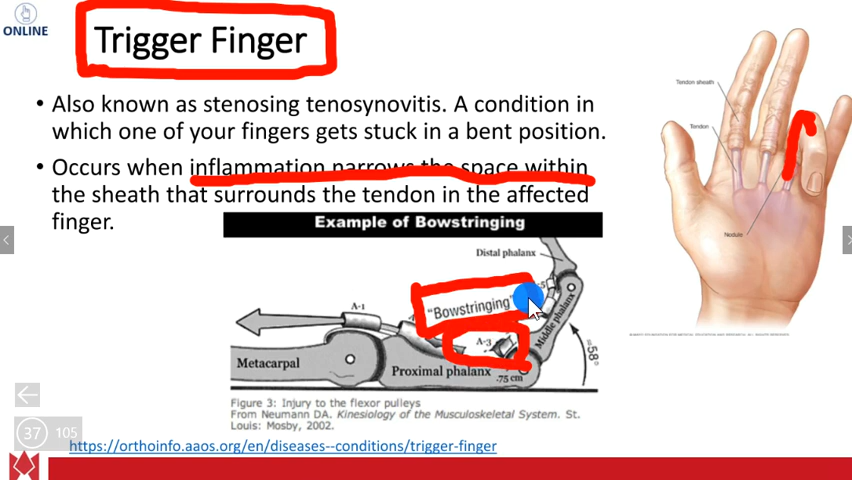 ONLINE
Trigger Finger
• Also known as stenosing tenosynovitis. A condition in
which one of your fingers gets stuck in a bent position.
• Occurs when inflammation narrows the space within
the sheath that surrounds the tendon in the affected
finger.
Example of Bowstringing
Distal phalanx
A-1
"Bowstringing"
A-3
Middle phalanx
≈58°
Metacarpal
Proximal phalanx
.75 cm
Figure 3: Injury to the flexor pulleys
From Neumann DA. Kinesiology of the Musculoskeletal System. St.
Louis: Mosby, 2002.
Tendon sheath
Tendon
Nodule
37 105
https://orthoinfo.aaos.org/en/diseases--conditions/trigger-finger